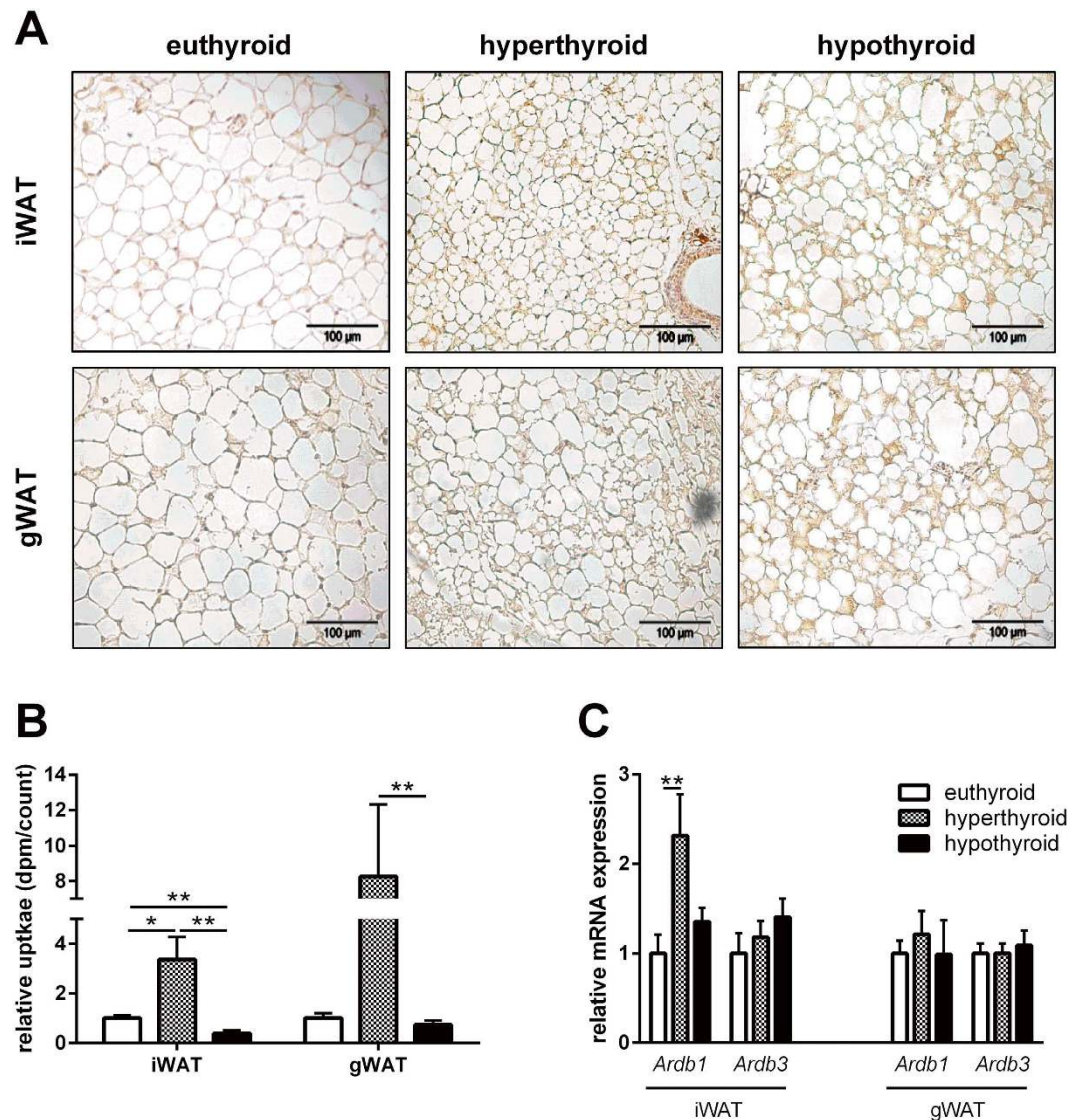 A
euthyroid
hyperthyroid
hypothyroid
iWAT
100 µm
100 µm
100 µm
gWAT
100 µm
100 µm
100 µm
B
relative uptkae (dpm/count)
14
12
10
8
6
4
2
0
**
* **
**
iWAT
gWAT
C
relative mRNA expression
3
2
1
0
**
euthyroid
hyperthyroid
hypothyroid
Ardb1 Ardb3
Ardb1 Ardb3
iWAT
gWAT